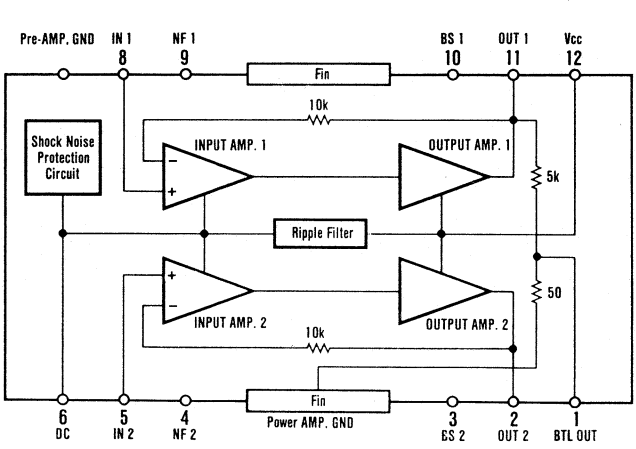 Pre-AMP. GND IN 1 NF 1 BS 1 OUT 1 Vcc
8 9 10 11 12
Fin
10k
Shock Noise
Protection
Circuit
INPUT AMP. 1
OUTPUT AMP. 1
5k
Ripple Filter
50
INPUT AMP. 2
OUTPUT AMP. 2
10k
Fin
Power AMP. GND
6 5 4 3 2 1
DC IN 2 NF 2 BS 2 OUT 2 BTL OUT